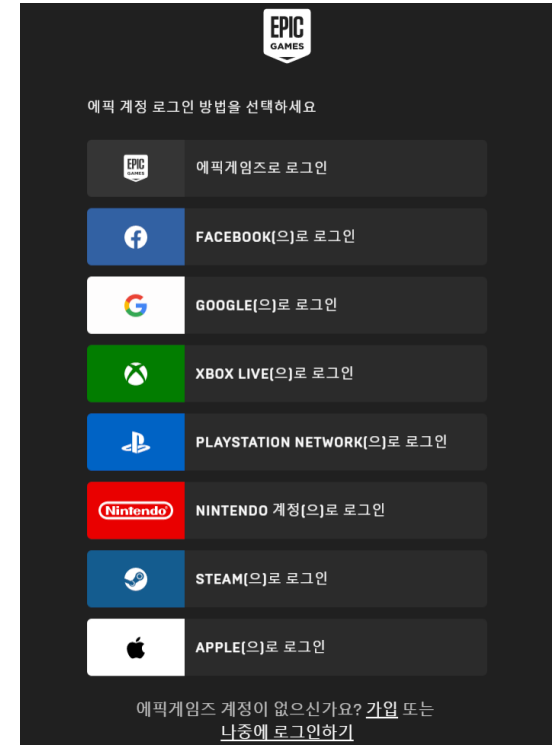 EPIC
GAMES
에픽 계정 로그인 방법을 선택하세요
EPIC
GAMES
에픽게임즈로 로그인
FACEBOOK(으)로 로그인
GOOGLE(으)로 로그인
XBOX LIVE(으)로 로그인
PLAYSTATION NETWORK(으)로 로그인
Nintendo
NINTENDO 계정(으)로 로그인
STEAM(으)로 로그인
APPLE(으)로 로그인
에픽게임즈 계정이 없으신가요? 가입 또는
나중에 로그인하기